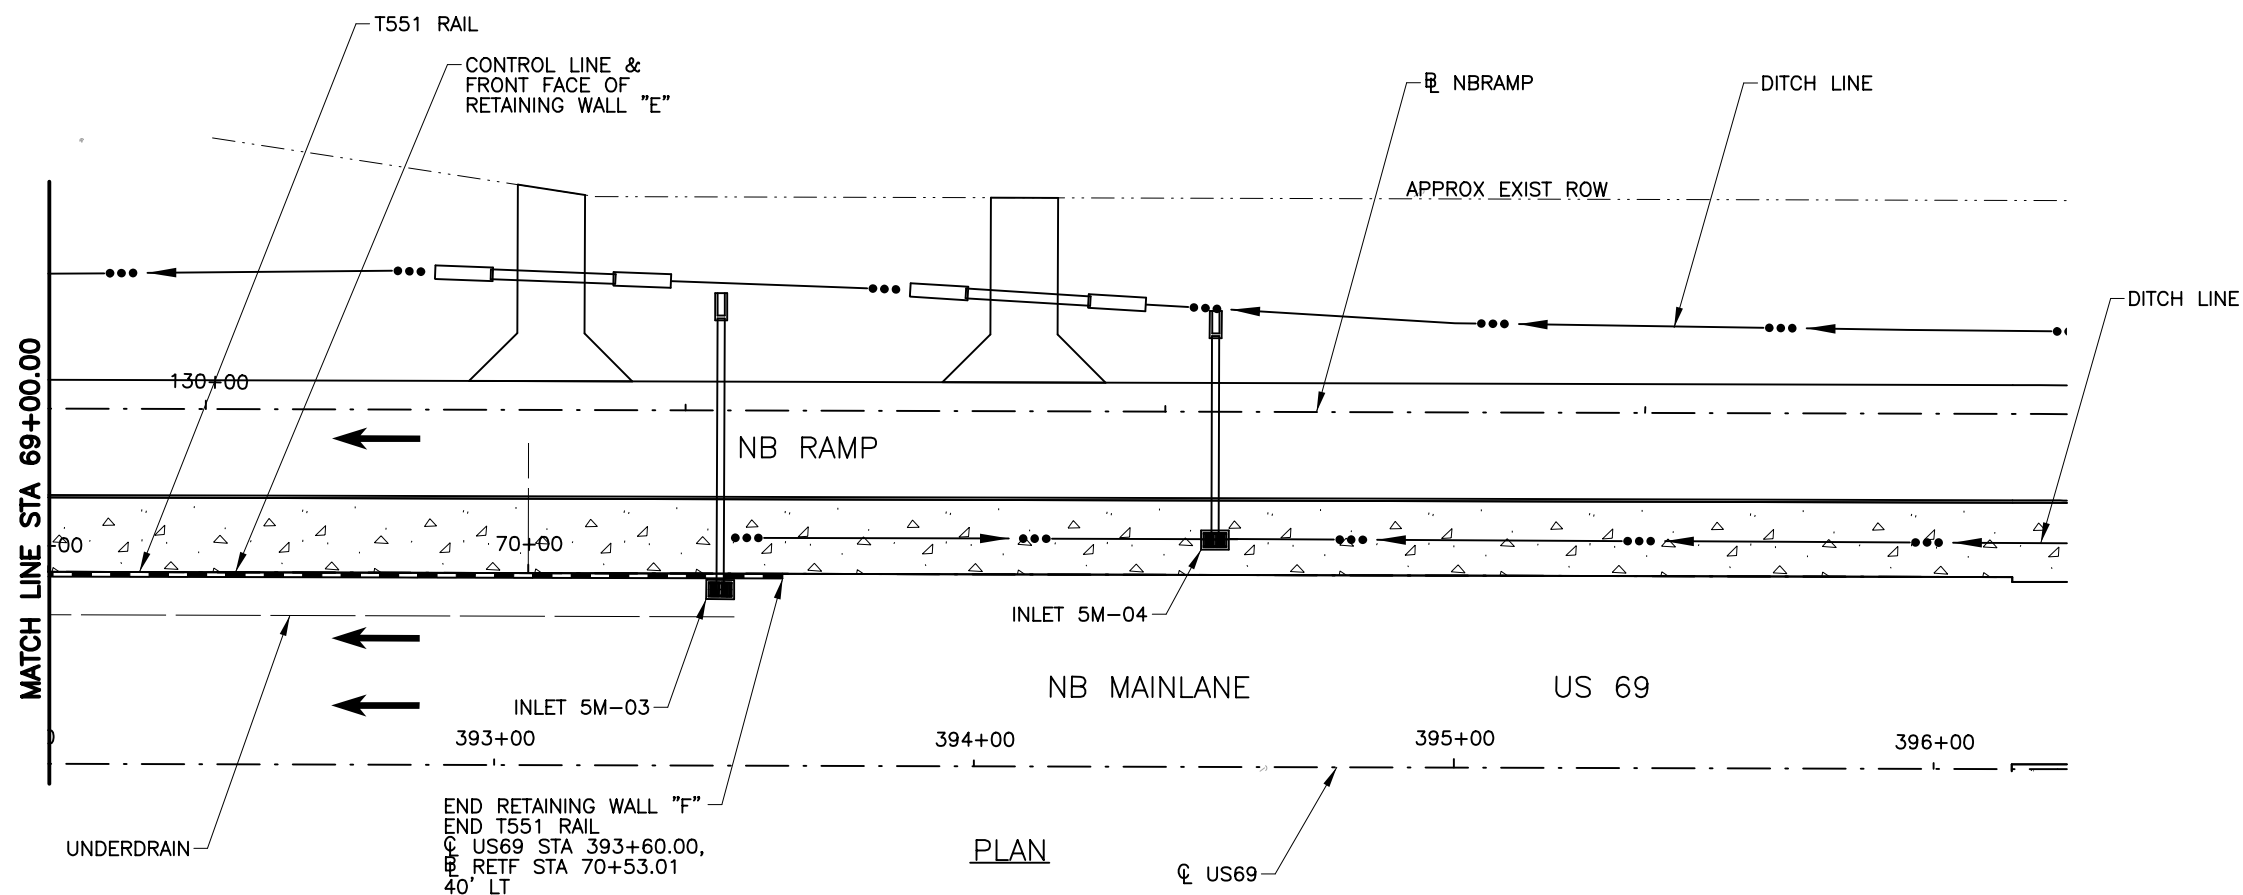 T551 RAIL
CONTROL LINE &
FRONT FACE OF
RETAINING WALL "E"
℄ NBRAMP
DITCH LINE
APPROX EXIST ROW
DITCH LINE
MATCH LINE STA 69+00.00
130+00
NB RAMP
-00
70+00
INLET 5M-04
INLET 5M-03
NB MAINLANE
US 69
393+00
394+00
395+00
396+00
END RETAINING WALL "F"
END T551 RAIL
℄ US69 STA 393+60.00,
BL RETF STA 70+53.01
40' LT
UNDERDRAIN
PLAN
℄ US69